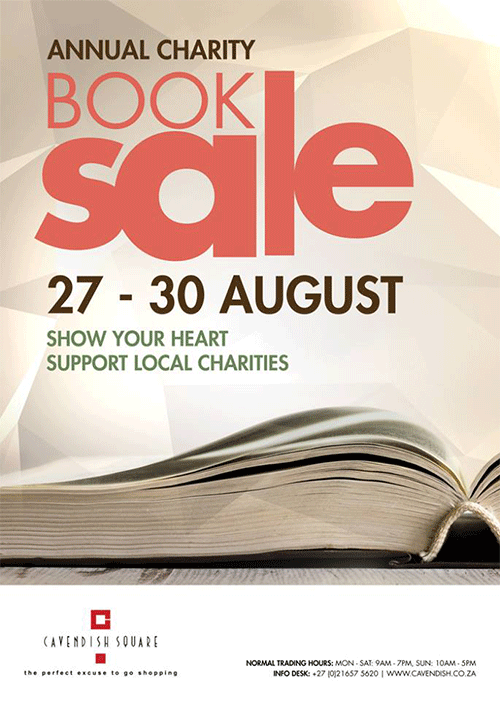 ANNUAL CHARITY
BOOK
sale
27 - 30 AUGUST
SHOW YOUR HEART
SUPPORT LOCAL CHARITIES
CAVENDISH SQUARE
the perfect excuse to go shopping
NORMAL TRADING HOURS: MON - SAT: 9AM - 7PM, SUN: 10AM - 5PM
INFO DESK: +27 (0)21657 5620 | WWW.CAVENDISH.CO.ZA